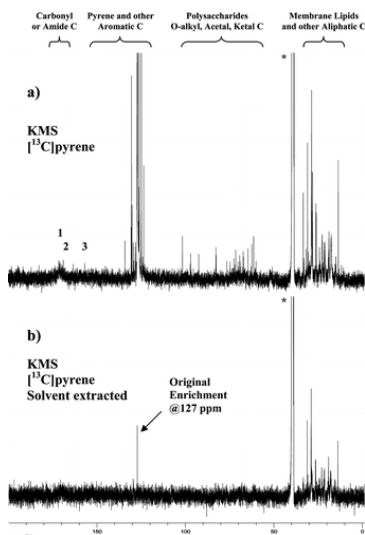 Carbonyl
or Amide C
Pyrene and other
Aromatic C
Polysaccharides
O-alkyl, Acetal, Ketal C
Membrane Lipids
and other Aliphatic C
*
a)
KMS
[¹³C]pyrene
1
2
3
*
b)
KMS
[¹³C]pyrene
Solvent extracted
Original
Enrichment
@127 ppm
150
100
50
0